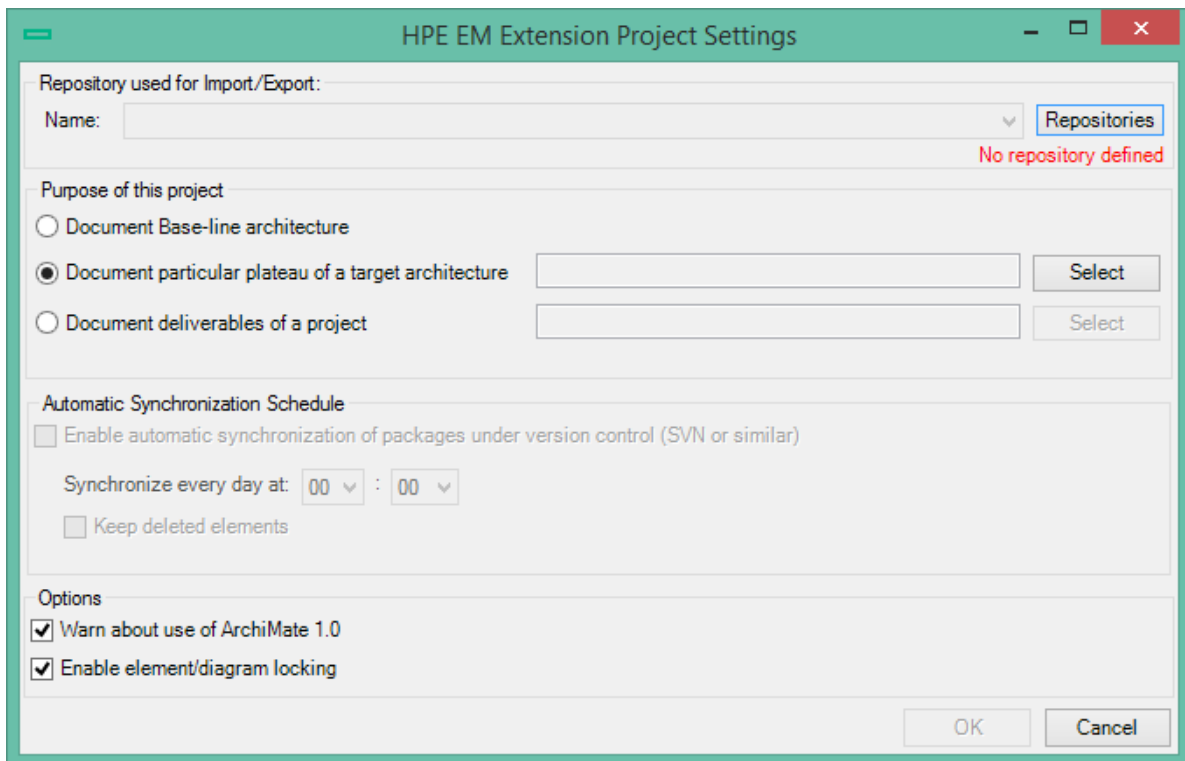 HPE EM Extension Project Settings
Repository used for Import/Export:
Name: Repositories
No repository defined
Purpose of this project
Document Base-line architecture
Document particular plateau of a target architecture Select
Document deliverables of a project Select
Automatic Synchronization Schedule
Enable automatic synchronization of packages under version control (SVN or similar)
Synchronize every day at: 00 : 00
Keep deleted elements
Options
Warn about use of ArchiMate 1.0
Enable element/diagram locking
OK Cancel